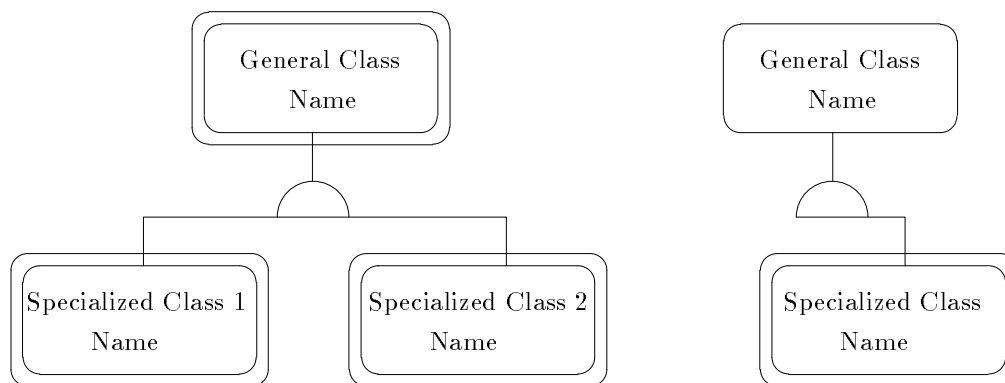 General Class
Name
General Class
Name
Specialized Class 1
Name
Specialized Class 2
Name
Specialized Class
Name